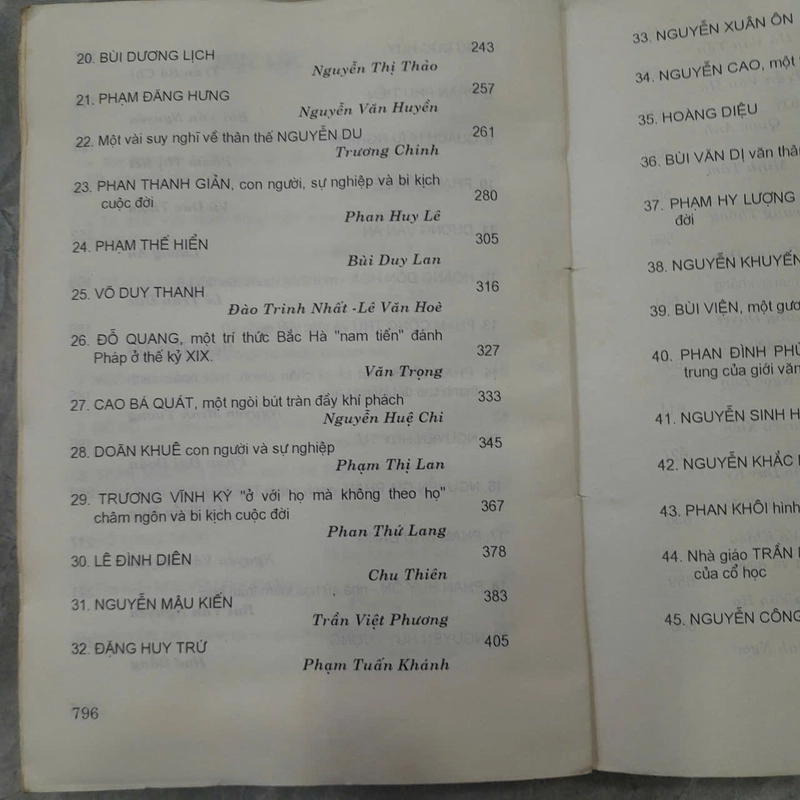 20. BÙI DƯƠNG LỊCH 243
Nguyễn Thị Thảo
21. PHẠM ĐĂNG HƯNG 257
Nguyễn Văn Huyền
22. Một vài suy nghĩ về thân thế NGUYỄN DU 261
Trương Chính
23. PHAN THANH GIẢN, con người, sự nghiệp và bi kịch
cuộc đời 280
Phan Huy Lê
24. PHẠM THẾ HIỂN 305
Bùi Duy Lan
25. VÕ DUY THANH 316
Đào Trinh Nhất -Lê Văn Hoè
26. ĐỖ QUANG, một trí thức Bắc Hà "nam tiến" đánh
Pháp ở thế kỷ XIX. 327
Văn Trọng
27. CAO BÁ QUÁT, một ngòi bút tràn đầy khí phách 333
Nguyễn Huệ Chi
28. DOÃN KHUÊ con người và sự nghiệp 345
Phạm Thị Lan
29. TRƯƠNG VĨNH KÝ "ở với họ mà không theo họ"
châm ngôn và bi kịch cuộc đời 367
Phan Thứ Lang
30. LÊ ĐÌNH DIÊN 378
Chu Thiên
31. NGUYỄN MẬU KIẾN 383
Trần Việt Phương
32. ĐẶNG HUY TRỨ 405
Phạm Tuấn Khánh
796
33. NGUYỄN XUÂN ÔN
34. NGUYỄN CAO, một
35. HOÀNG DIỆU
36. BÙI VĂN DỊ văn thân
37. PHẠM HY LƯỢNG
đời
38. NGUYỄN KHUYẾN
39. BÙI VIỆN, một gươ
40. PHAN ĐÌNH PHÙ
trung của giới văn
41. NGUYỄN SINH H
42. NGUYỄN KHẮC
43. PHAN KHÔI hình
44. Nhà giáo TRẦN
của cổ học
45. NGUYỄN CÔNG